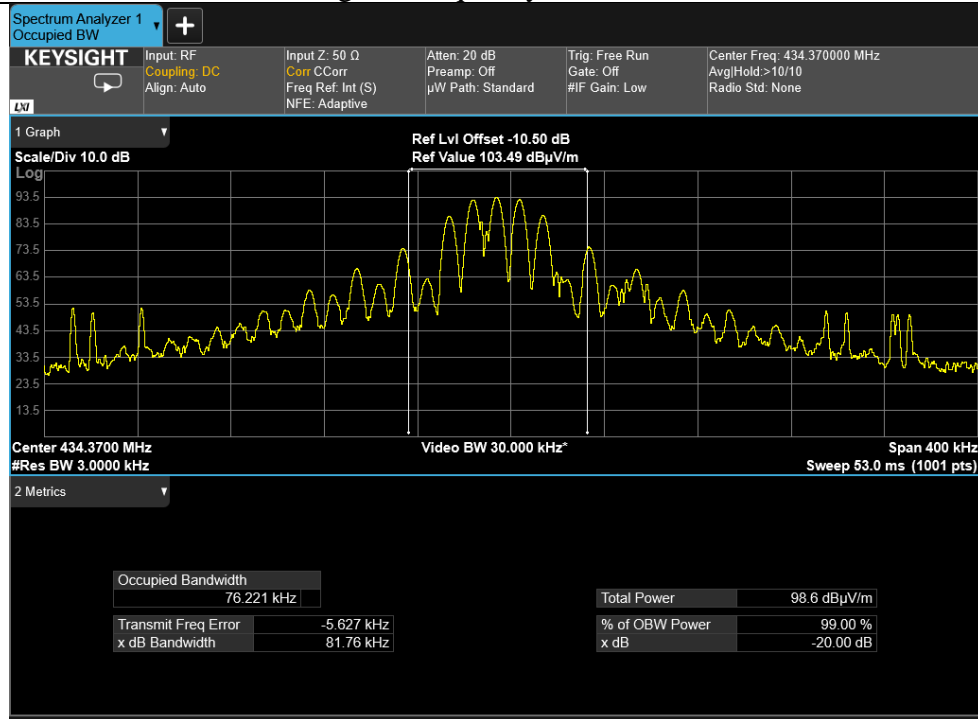 Spectrum Analyzer 1
Occupied BW
+
KEYSIGHT
LXI
Input: RF
Coupling: DC
Align: Auto
Input Z: 50 Ω
Corr CCorr
Freq Ref: Int (S)
NFE: Adaptive
Atten: 20 dB
Preamp: Off
µW Path: Standard
Trig: Free Run
Gate: Off
#IF Gain: Low
Center Freq: 434.370000 MHz
Avg|Hold:>10/10
Radio Std: None
1 Graph
Scale/Div 10.0 dB
Ref Lvl Offset -10.50 dB
Ref Value 103.49 dBµV/m
Log
93.5
83.5
73.5
63.5
53.5
43.5
33.5
23.5
13.5
Center 434.3700 MHz
#Res BW 3.0000 kHz
Video BW 30.000 kHz*
Span 400 kHz
Sweep 53.0 ms (1001 pts)
2 Metrics
Occupied Bandwidth
76.221 kHz
Transmit Freq Error -5.627 kHz
x dB Bandwidth 81.76 kHz
Total Power 98.6 dBµV/m
% of OBW Power 99.00 %
x dB -20.00 dB